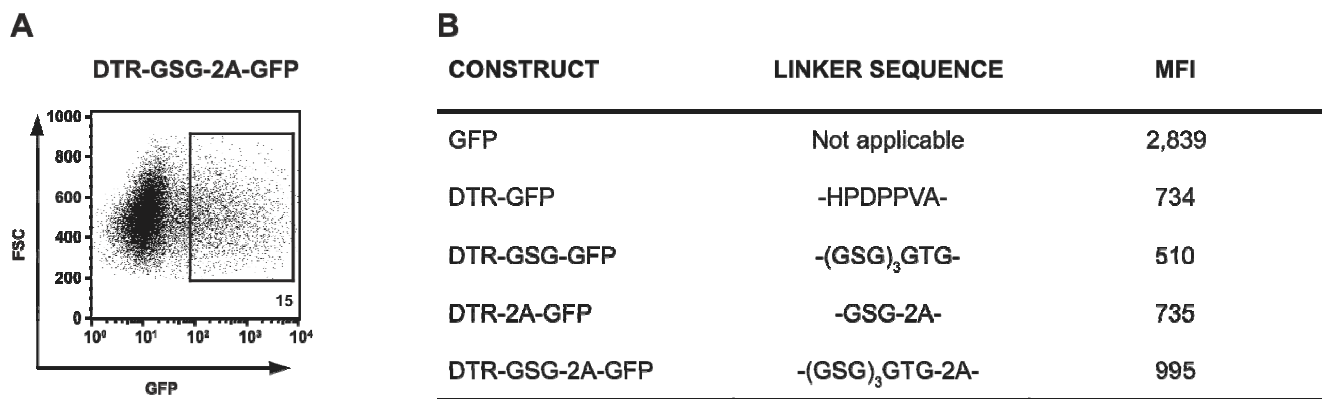 A
DTR-GSG-2A-GFP
1000
800
600
400
200
0
FSC
15
10⁰ 10¹ 10² 10³ 10⁴
GFP
B
CONSTRUCT LINKER SEQUENCE MFI
GFP Not applicable 2,839
DTR-GFP -HPDPPVA- 734
DTR-GSG-GFP -(GSG)₃GTG- 510
DTR-2A-GFP -GSG-2A- 735
DTR-GSG-2A-GFP -(GSG)₃GTG-2A- 995